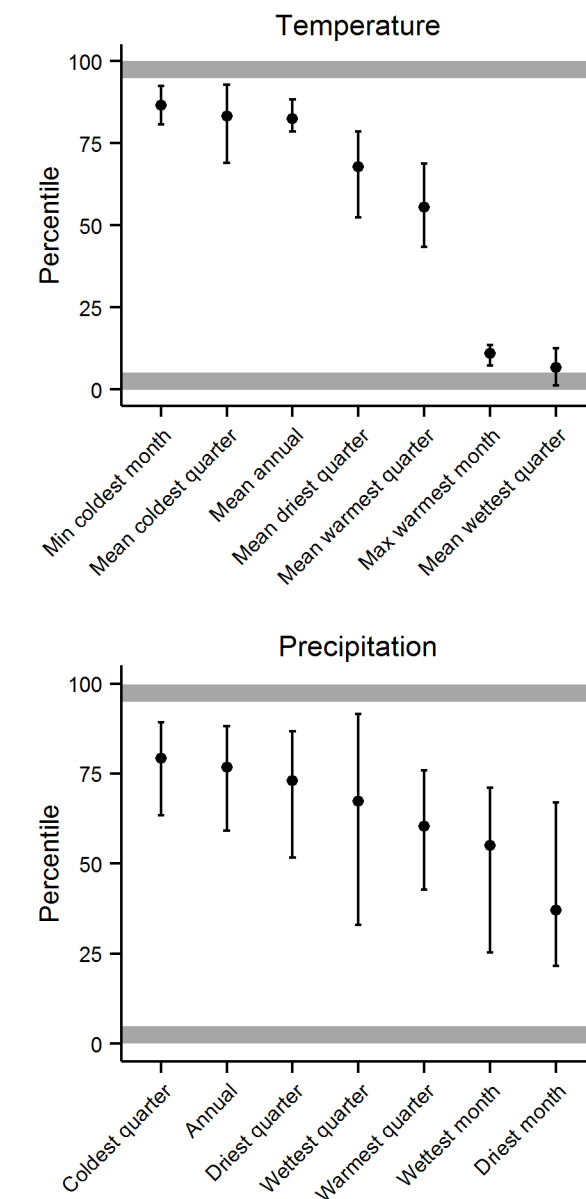 Temperature
Percentile
100
75
50
25
0
Min coldest month
Mean coldest quarter
Mean annual
Mean driest quarter
Mean warmest quarter
Max warmest month
Mean wettest quarter
Precipitation
Percentile
100
75
50
25
0
Coldest quarter
Annual
Driest quarter
Wettest quarter
Warmest quarter
Wettest month
Driest month